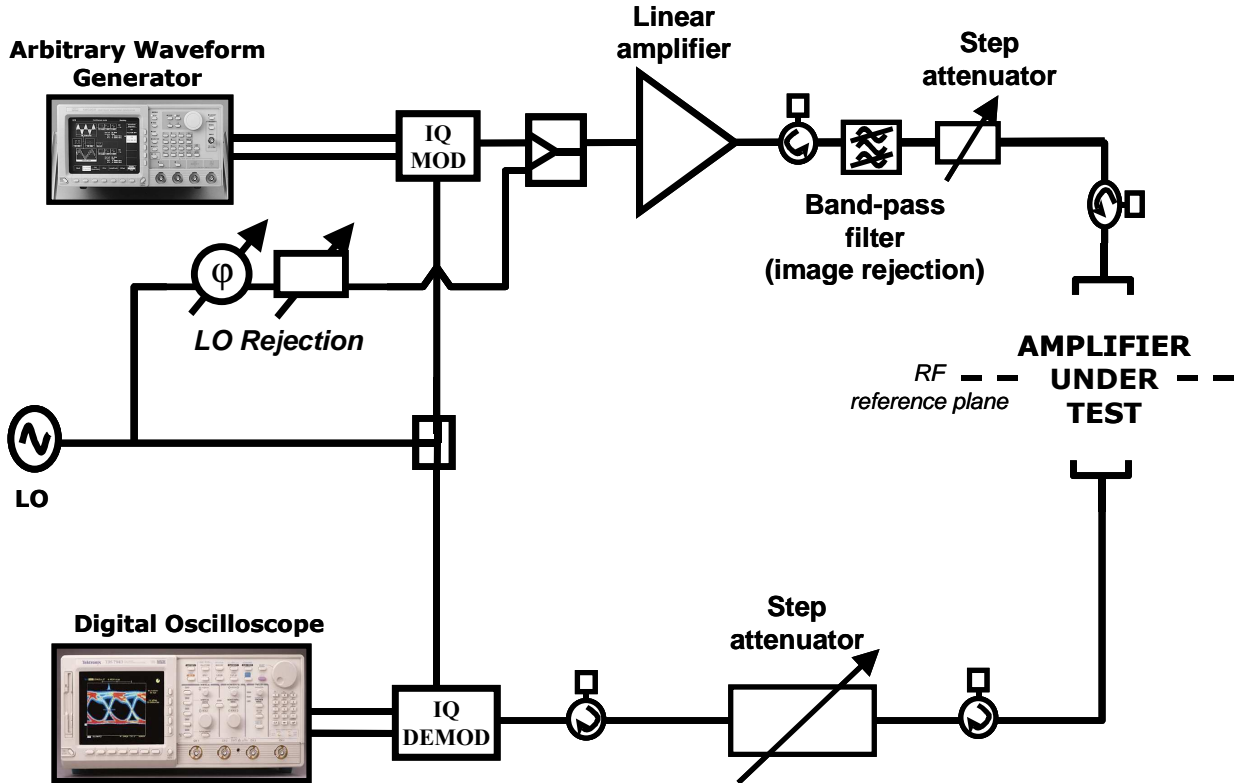 Arbitrary Waveform
Generator
Linear
amplifier
Step
attenuator
IQ
MOD
Band-pass
filter
(image rejection)
φ
LO Rejection
AMPLIFIER
UNDER
TEST
RF
reference plane
LO
Digital Oscilloscope
Step
attenuator
IQ
DEMOD